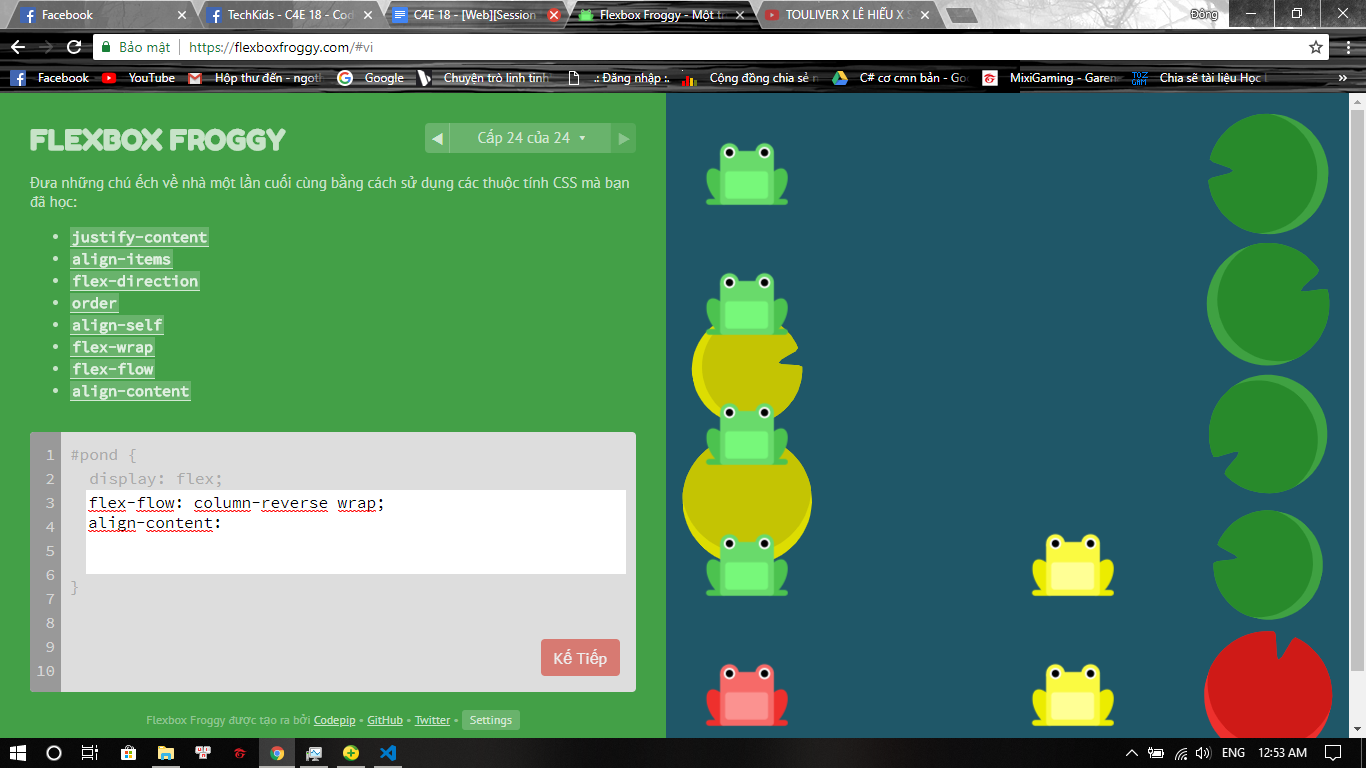 Facebook
TechKids - C4E 18 - Cod
C4E 18 - [Web][Session
Flexbox Froggy - Một t
TOULIVER X LÊ HIẾU X S
Đông
Bảo mật
https://flexboxfroggy.com/#vi
Facebook
YouTube
Hộp thư đến - ngoth
Google
Chuyện trò linh tinh
.: Đăng nhập :.
Cộng đồng chia sẻ n
C# cơ cmn bản - Goo
MixiGaming - Garen
TOZ GAM
Chia sẽ tài liệu Học l
»
FLEXBOX FROGGY
Cấp 24 của 24
Đưa những chú ếch về nhà một lần cuối cùng bằng cách sử dụng các thuộc tính CSS mà bạn
đã học:
• justify-content
• align-items
• flex-direction
• order
• align-self
• flex-wrap
• flex-flow
• align-content
1 #pond {
2 display: flex;
3 flex-flow: column-reverse wrap;
4 align-content:
5
6 }
7
8
9
10
Kế Tiếp
Flexbox Froggy được tạo ra bởi Codepip • GitHub • Twitter • Settings
ENG
12:53 AM